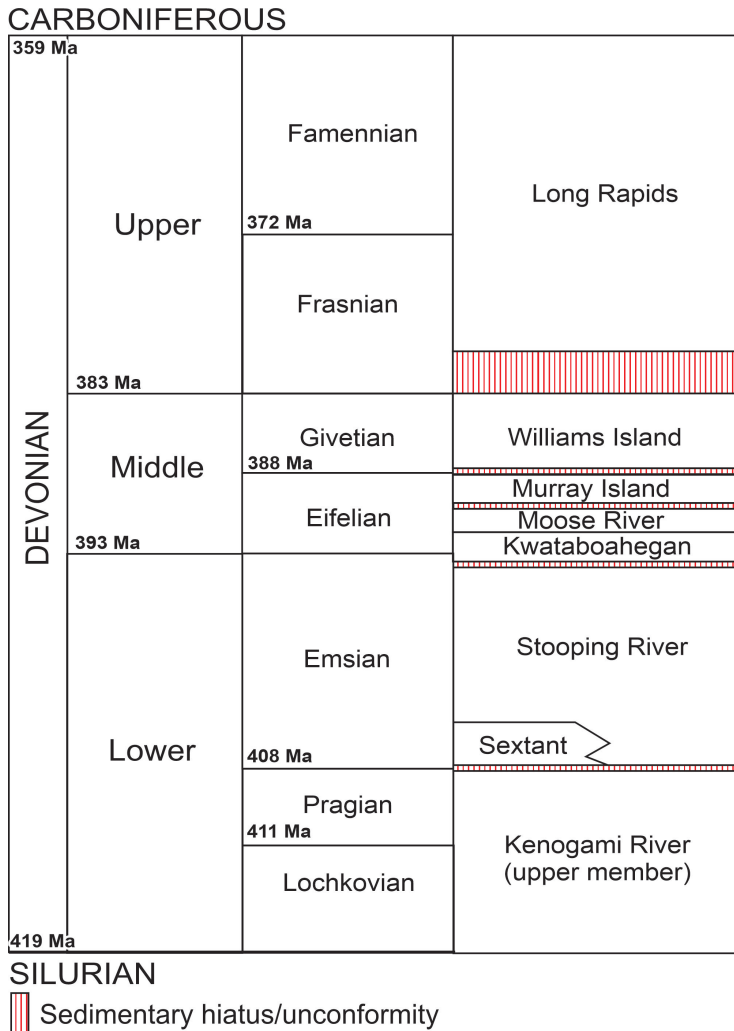 CARBONIFEROUS
359 Ma
Famennian
Long Rapids
Upper
372 Ma
Frasnian
383 Ma
DEVONIAN
Givetian
Williams Island
Middle
388 Ma
Murray Island
Eifelian
Moose River
393 Ma
Kwataboahegan
Emsian
Stooping River
Lower
408 Ma
Sextant
Pragian
411 Ma
Kenogami River
(upper member)
Lochkovian
419 Ma
SILURIAN
Sedimentary hiatus/unconformity